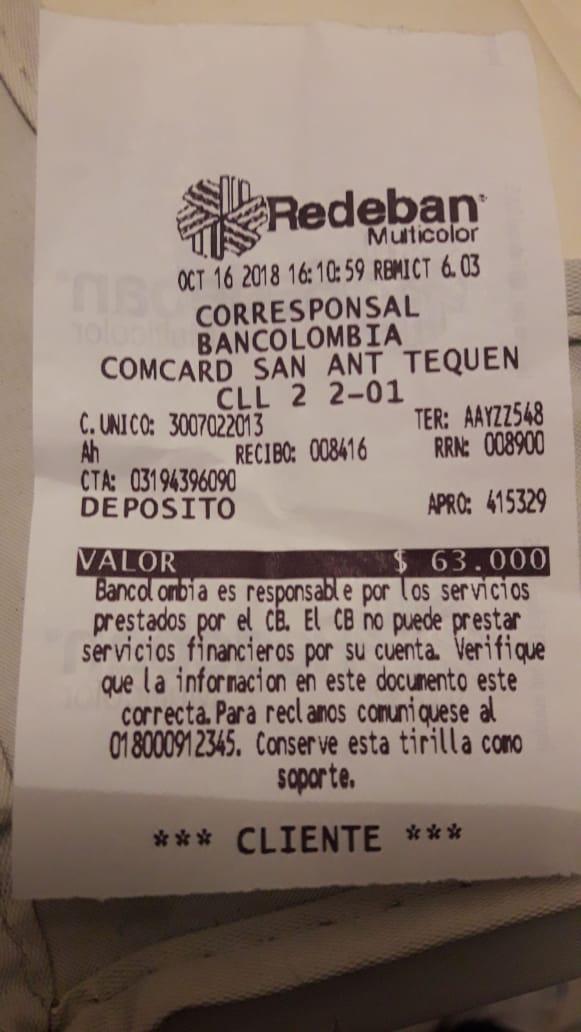 Redeban
Multicolor
OCT 16 2018 16:10:59 RBMICT 6.03
CORRESPONSAL
BANCOLOMBIA
COMCARD SAN ANT TEQUEN
CLL 2 2-01
C.UNICO: 3007022013 TER: AAYZZ548
Ah RECIBO: 008416 RRN: 008900
CTA: 03194396090
DEPOSITO APRO: 415329
VALOR $ 63.000
Bancolombia es responsable por los servicios
prestados por el CB. El CB no puede prestar
servicios financieros por su cuenta. Verifique
que la informacion en este documento este
correcta.Para reclamos comuniquese al
018000912345. Conserve esta tirilla como
soporte.
*** CLIENTE ***